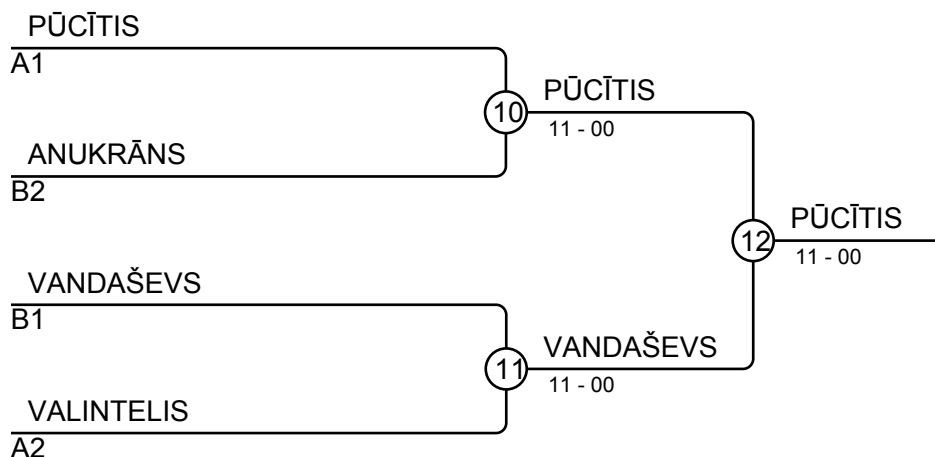 PŪCĪTIS
A1
10
PŪCĪTIS
11 - 00
ANUKRĀNS
B2
12
PŪCĪTIS
11 - 00
VANDAŠEVS
B1
11
VANDAŠEVS
11 - 00
VALINTELIS
A2